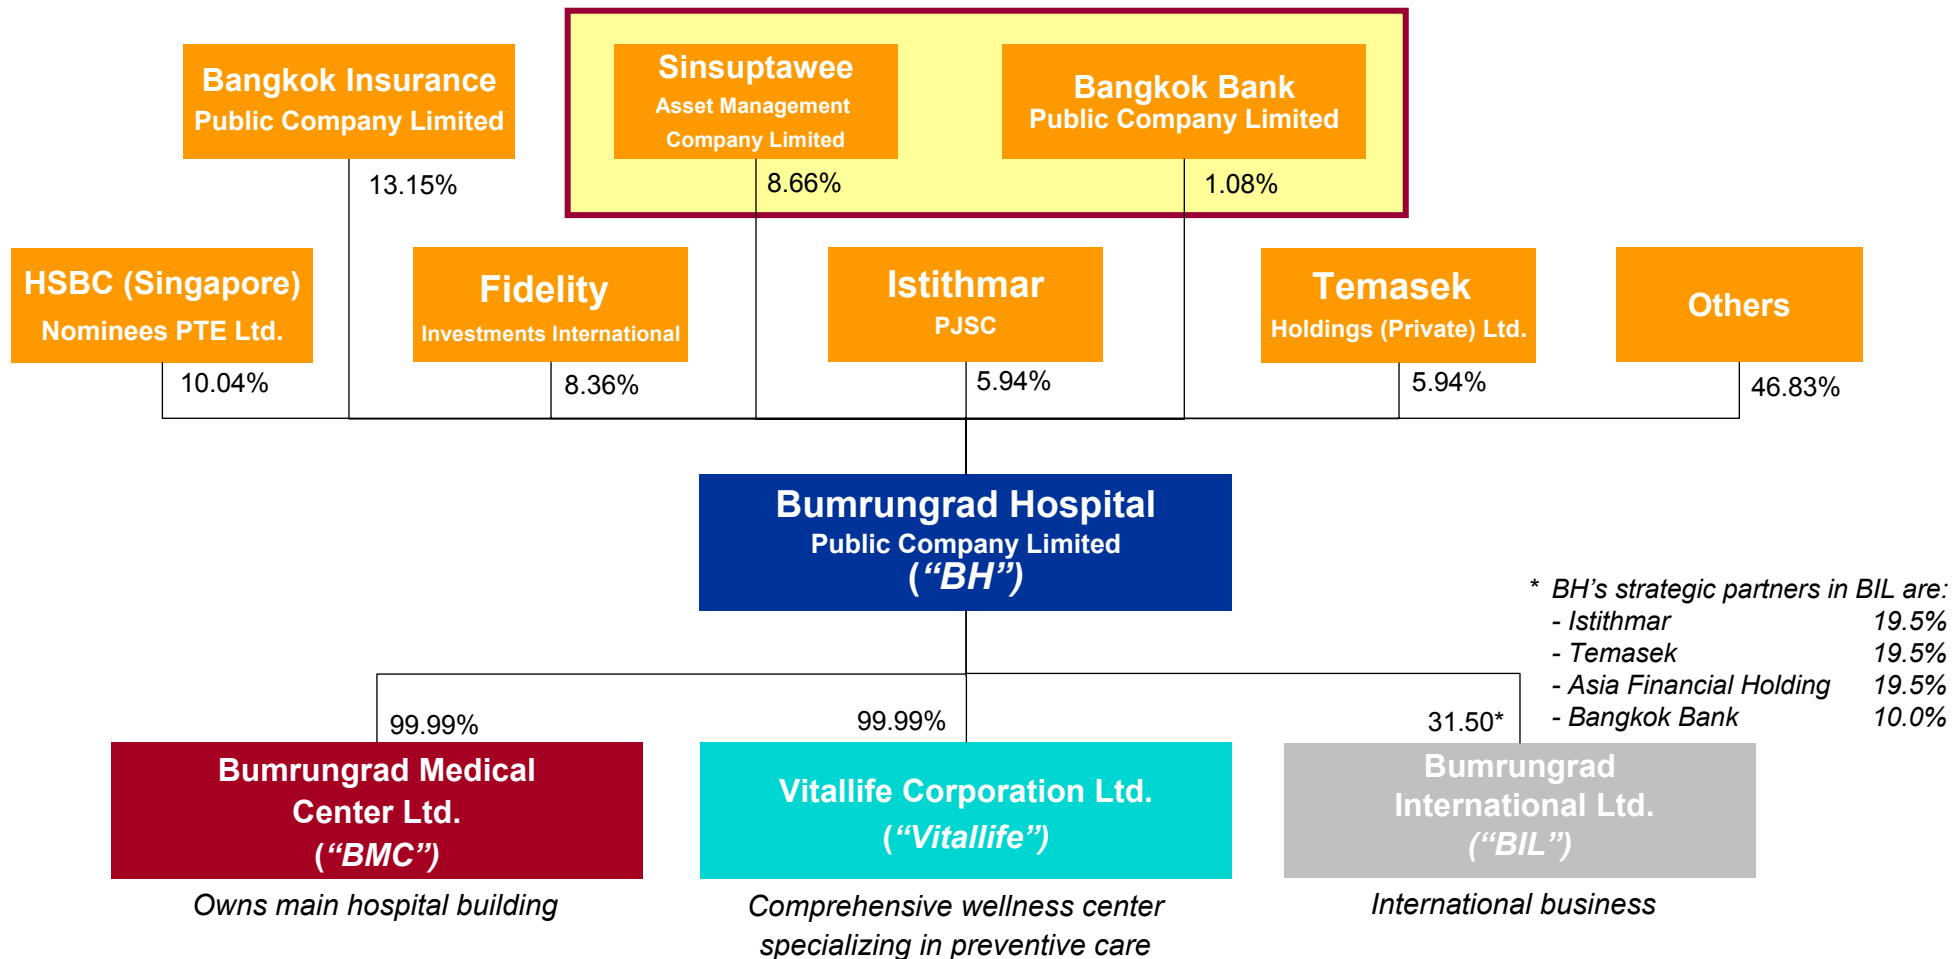 Bangkok Insurance
Public Company Limited
Sinsuptawee
Asset Management
Company Limited
Bangkok Bank
Public Company Limited
13.15%
8.66%
1.08%
HSBC (Singapore)
Nominees PTE Ltd.
Fidelity
Investments International
Istithmar
PJSC
Temasek
Holdings (Private) Ltd.
Others
10.04%
8.36%
5.94%
5.94%
46.83%
Bumrungrad Hospital
Public Company Limited
(“BH”)
* BH’s strategic partners in BIL are:
- Istithmar 19.5%
- Temasek 19.5%
- Asia Financial Holding 19.5%
- Bangkok Bank 10.0%
99.99%
99.99%
31.50*
Bumrungrad Medical
Center Ltd.
(“BMC”)
Vitallife Corporation Ltd.
(“Vitallife”)
Bumrungrad
International Ltd.
(“BIL”)
Owns main hospital building
Comprehensive wellness center
specializing in preventive care
International business